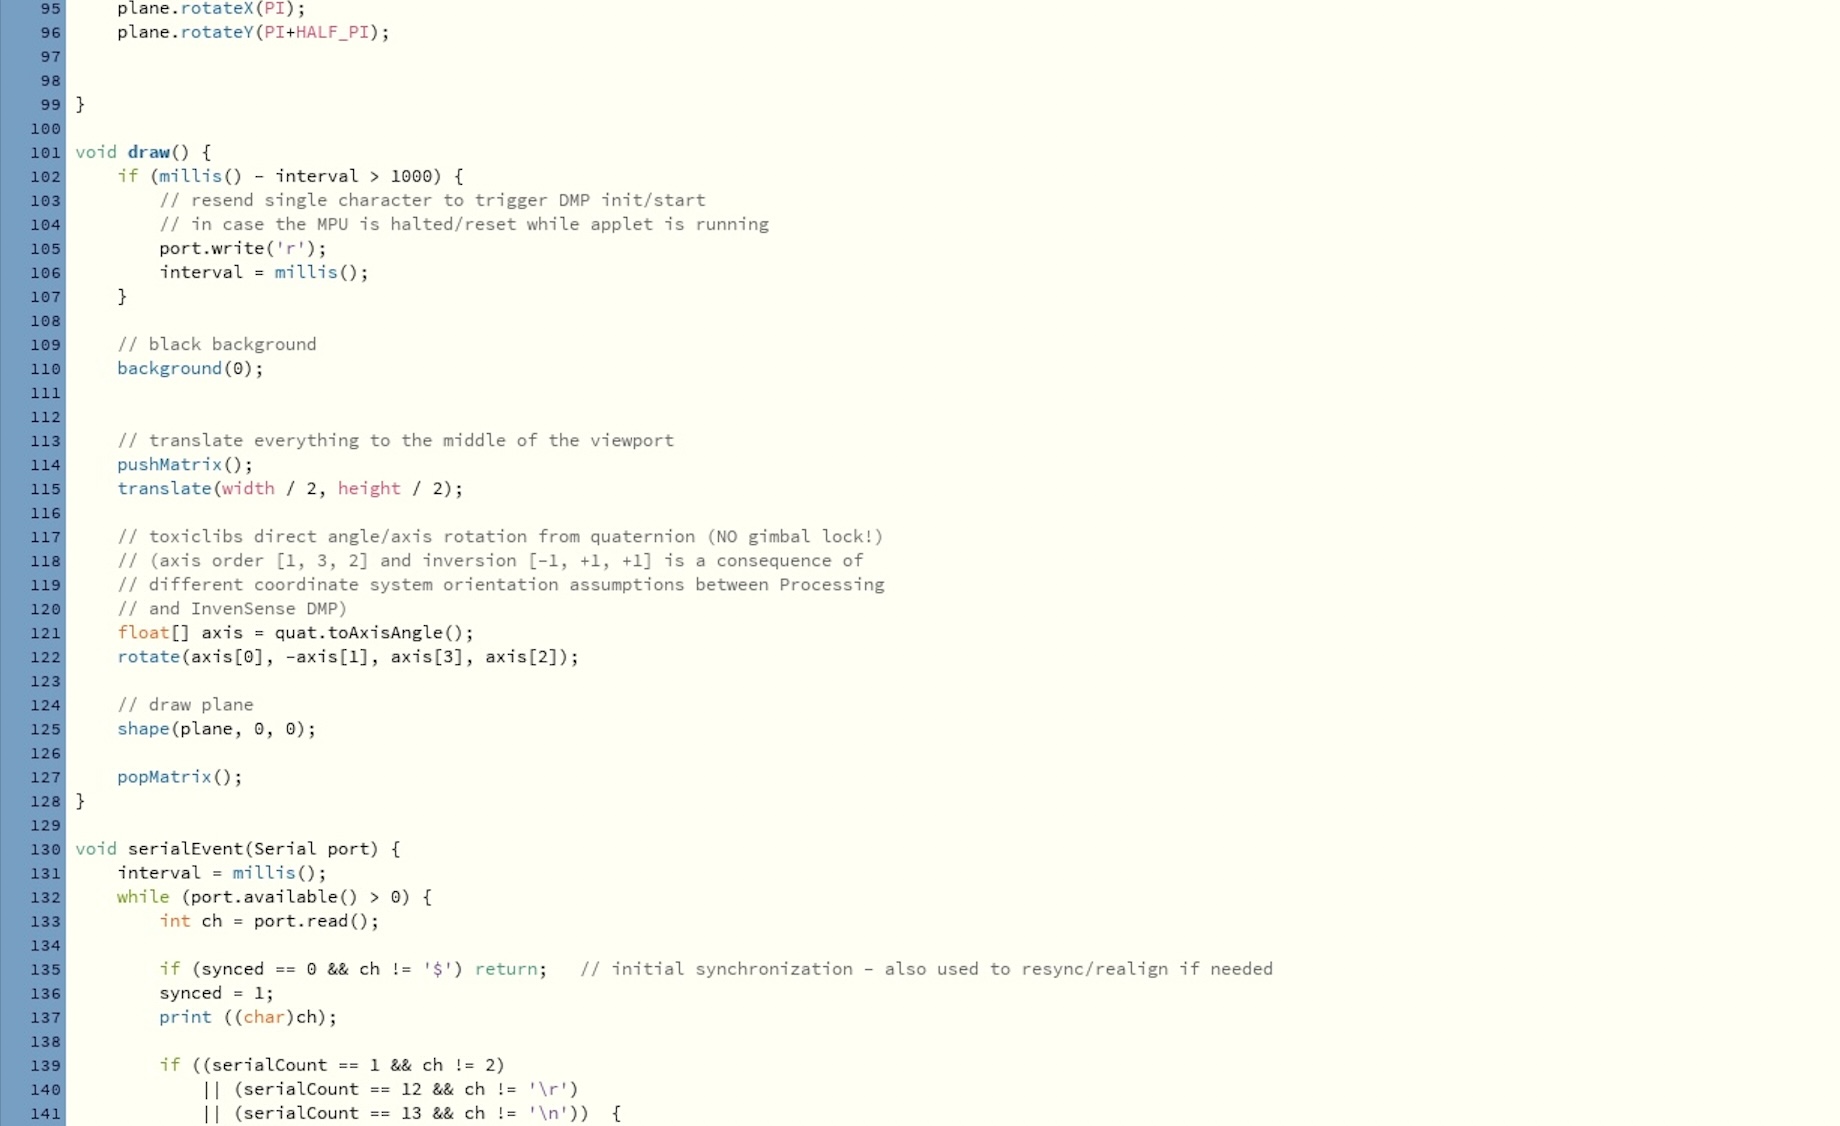 95 plane.rotateX(PI);
96 plane.rotateY(PI+HALF_PI);
97
98
99 }
100
101 void draw() {
102 if (millis() - interval > 1000) {
103 // resend single character to trigger DMP init/start
104 // in case the MPU is halted/reset while applet is running
105 port.write('r');
106 interval = millis();
107 }
108
109 // black background
110 background(0);
111
112
113 // translate everything to the middle of the viewport
114 pushMatrix();
115 translate(width / 2, height / 2);
116
117 // toxiclibs direct angle/axis rotation from quaternion (NO gimbal lock!)
118 // (axis order [1, 3, 2] and inversion [-1, +1, +1] is a consequence of
119 // different coordinate system orientation assumptions between Processing
120 // and InvenSense DMP)
121 float[] axis = quat.toAxisAngle();
122 rotate(axis[0], -axis[1], axis[3], axis[2]);
123
124 // draw plane
125 shape(plane, 0, 0);
126
127 popMatrix();
128 }
129
130 void serialEvent(Serial port) {
131 interval = millis();
132 while (port.available() > 0) {
133 int ch = port.read();
134
135 if (synced == 0 && ch != '$') return; // initial synchronization - also used to resync/realign if needed
136 synced = 1;
137 print ((char)ch);
138
139 if ((serialCount == 1 && ch != 2)
140 || (serialCount == 12 && ch != '\r')
141 || (serialCount == 13 && ch != '\n')) {